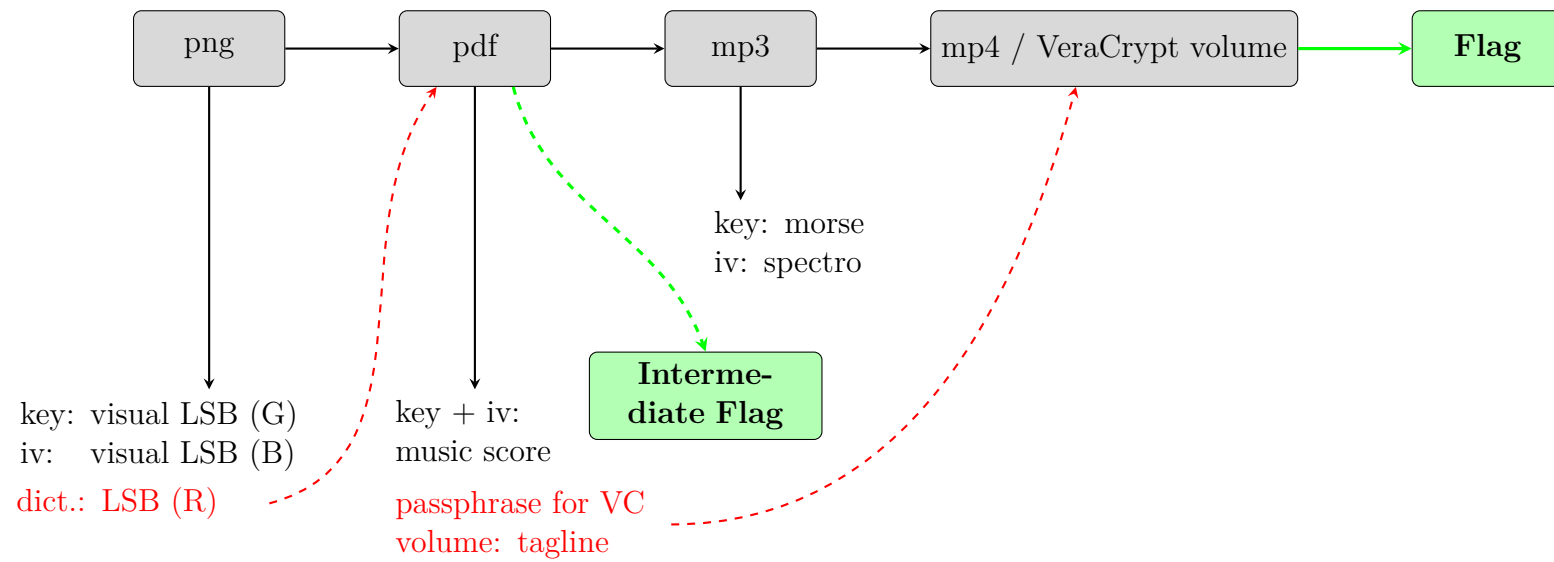 png
pdf
mp3
mp4 / VeraCrypt volume
Flag
key: morse
iv: spectro
Interme-
diate Flag
key: visual LSB (G)
iv: visual LSB (B)
dict.: LSB (R)
key + iv:
music score
passphrase for VC
volume: tagline